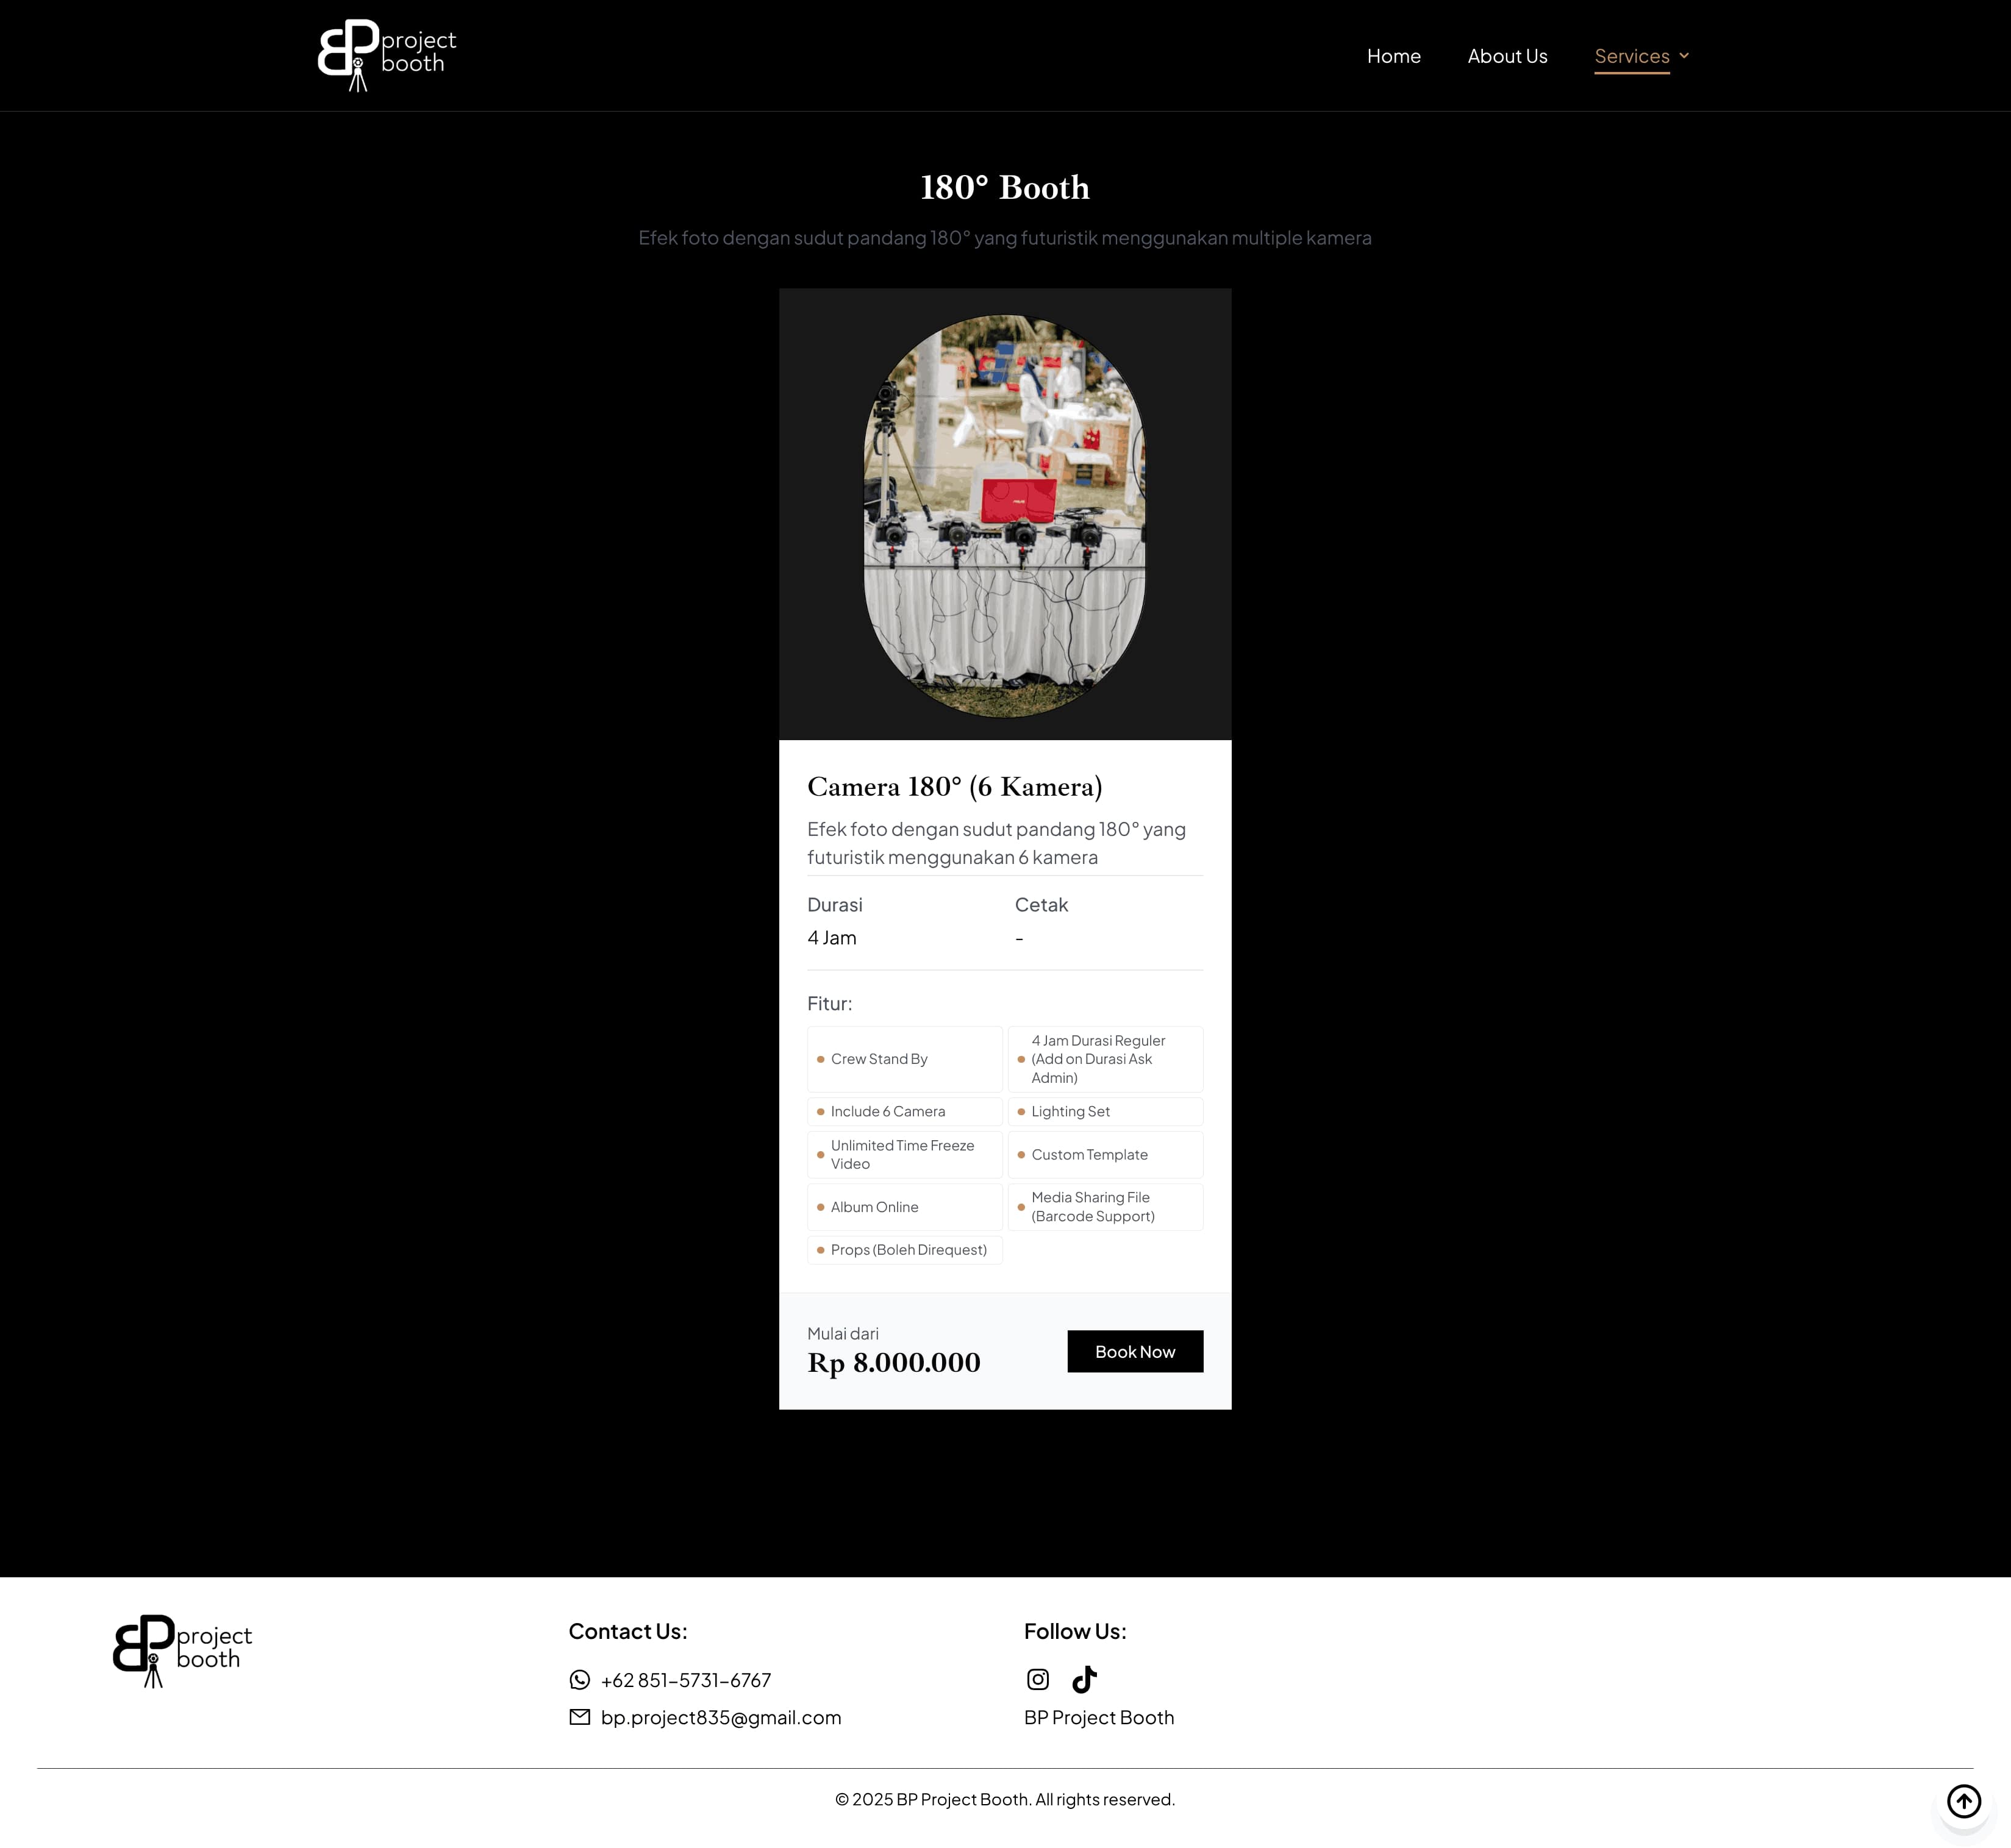 BP project
booth
Home
About Us
Services
180° Booth
Efek foto dengan sudut pandang 180° yang futuristik menggunakan multiple kamera
Camera 180° (6 Kamera)
Efek foto dengan sudut pandang 180° yang
futuristik menggunakan 6 kamera
Durasi
Cetak
4 Jam
-
Fitur:
Crew Stand By
4 Jam Durasi Reguler
(Add on Durasi Ask
Admin)
Include 6 Camera
Lighting Set
Unlimited Time Freeze
Video
Custom Template
Album Online
Media Sharing File
(Barcode Support)
Props (Boleh Direquest)
Mulai dari
Rp 8.000.000
Book Now
BP project
booth
Contact Us:
+62 851-5731-6767
bp.project835@gmail.com
Follow Us:
BP Project Booth
© 2025 BP Project Booth. All rights reserved.